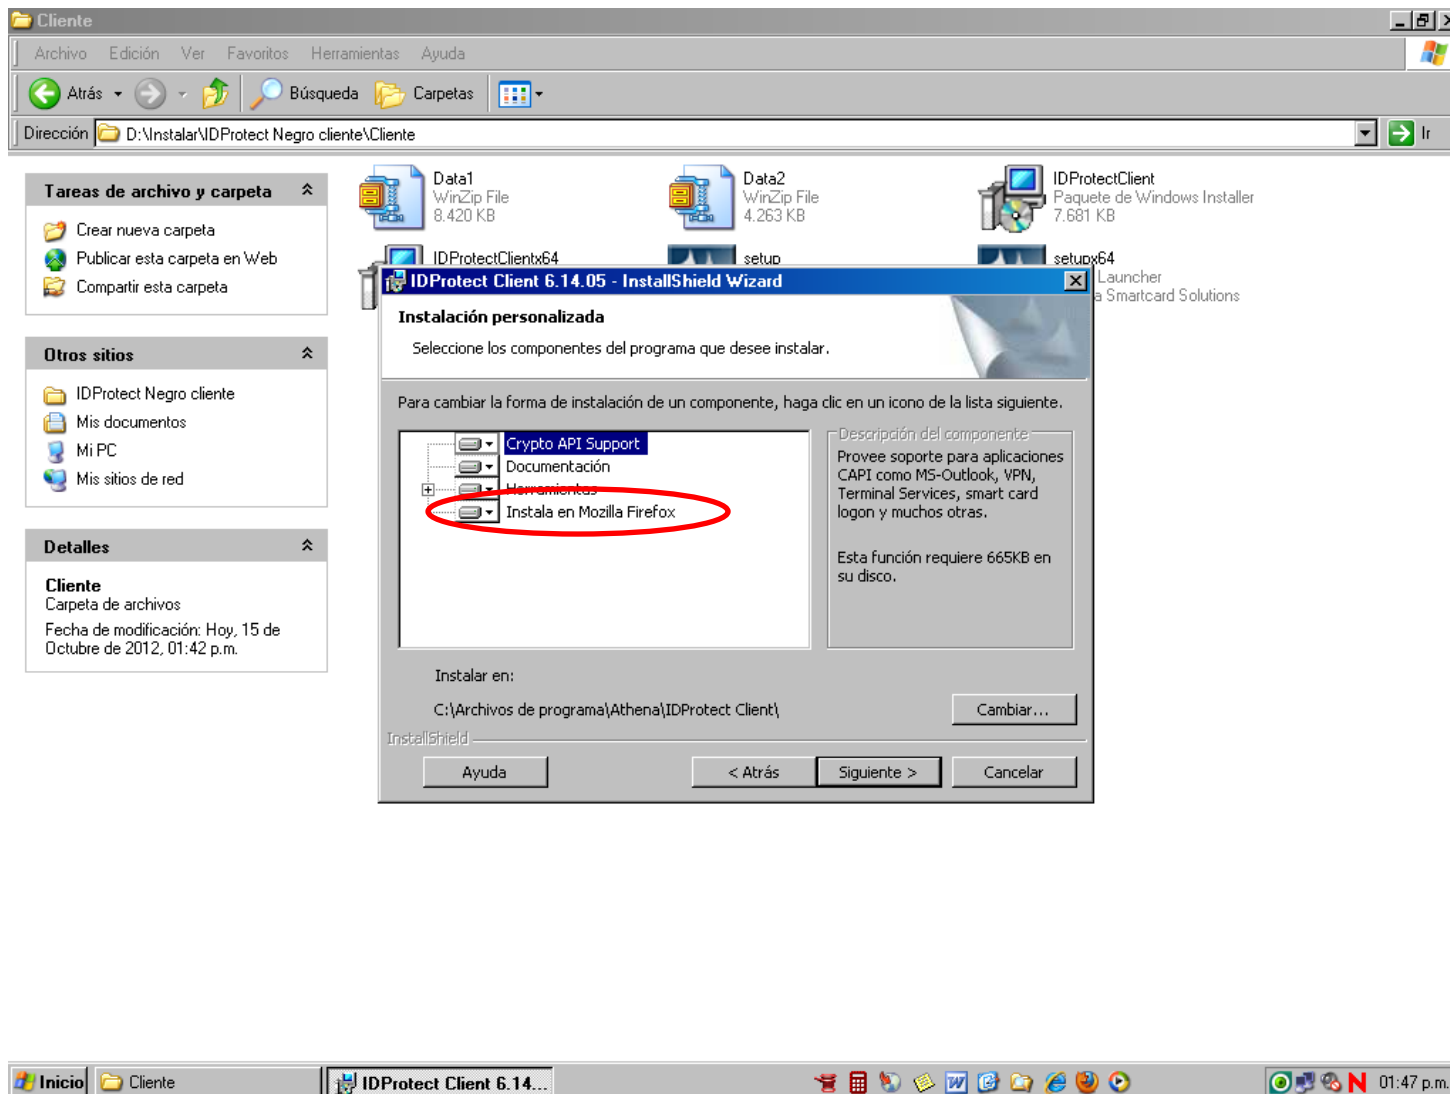 Cliente
Archivo Edición Ver Favoritos Herramientas Ayuda
Atrás Búsqueda Carpetas
Dirección D:\Instalar\IDProtect Negro cliente\Cliente Ir
Tareas de archivo y carpeta
Crear nueva carpeta
Publicar esta carpeta en Web
Compartir esta carpeta
Otros sitios
IDProtect Negro cliente
Mis documentos
Mi PC
Mis sitios de red
Detalles
Cliente
Carpeta de archivos
Fecha de modificación: Hoy, 15 de
Octubre de 2012, 01:42 p.m.
Data1
WinZip File
8.420 KB
Data2
WinZip File
4.263 KB
IDProtectClient
Paquete de Windows Installer
7.681 KB
IDProtectClientx64
setup
setupx64
Launcher
a Smartcard Solutions
IDProtect Client 6.14.05 - InstallShield Wizard
Instalación personalizada
Seleccione los componentes del programa que desee instalar.
Para cambiar la forma de instalación de un componente, haga clic en un icono de la lista siguiente.
Crypto API Support
Documentación
Herramientas
Instala en Mozilla Firefox
Descripción del componente
Provee soporte para aplicaciones
CAPI como MS-Outlook, VPN,
Terminal Services, smart card
logon y muchos otras.
Esta función requiere 665KB en
su disco.
Instalar en:
C:\Archivos de programa\Athena\IDProtect Client\
Cambiar...
InstallShield
Ayuda < Atrás Siguiente > Cancelar
Inicio Cliente IDProtect Client 6.14... 01:47 p.m.